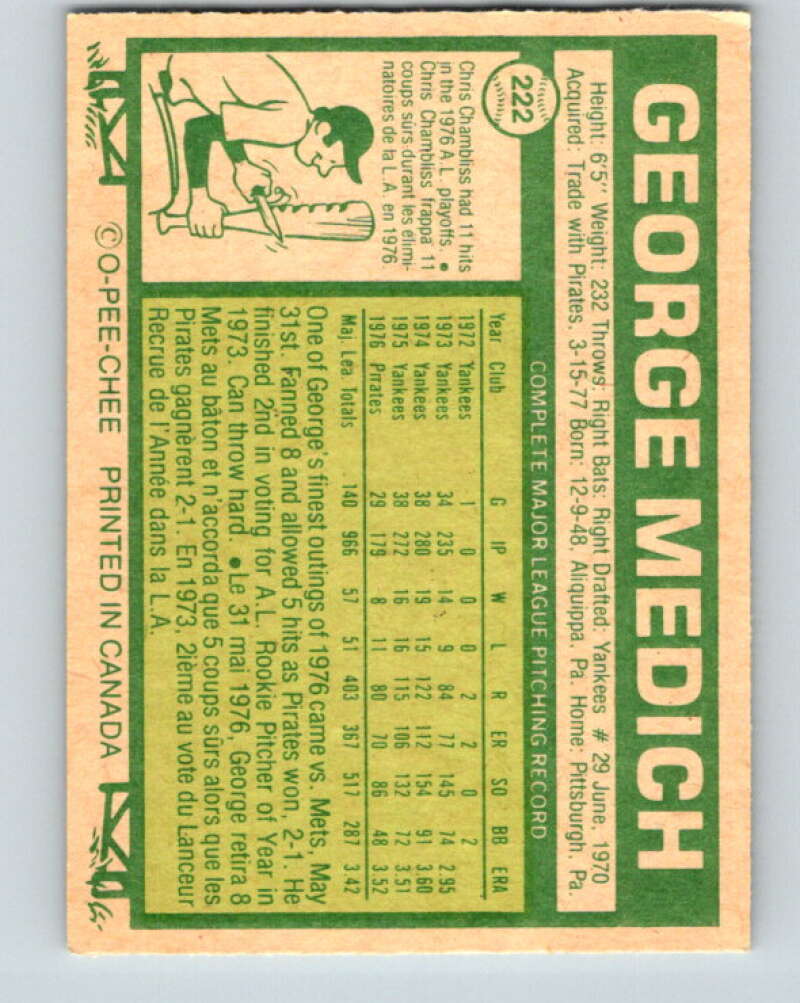 GEORGE MEDICH
Height: 6'5'' Weight: 232 Throws: Right Bats: Right Drafted: Yankees # 29 June, 1970
Acquired: Trade with Pirates, 3-15-77 Born: 12-9-48, Aliquippa, Pa. Home: Pittsburgh, Pa.
222
Chris Chambliss had 11 hits
in the 1976 A.L. playoffs. ●
Chris Chambliss frappa 11
coups sûrs durant les élimi-
natoires de la L.A. en 1976.
COMPLETE MAJOR LEAGUE PITCHING RECORD
Year Club G IP W L R ER SO BB ERA
1972 Yankees 1 0 0 0 2 2 0 2
1973 Yankees 34 235 14 9 84 77 145 74 2.95
1974 Yankees 38 280 19 15 122 112 154 91 3.60
1975 Yankees 38 272 16 16 115 106 132 72 3.51
1976 Pirates 29 179 8 11 80 70 86 48 3.52
Maj. Lea. Totals 140 966 57 51 403 367 517 287 3.42
One of George's finest outings of 1976 came vs. Mets, May
31st. Fanned 8 and allowed 5 hits as Pirates won, 2-1. He
finished 2nd in voting for A.L. Rookie Pitcher of Year in
1973. Can throw hard. ● Le 31 mai 1976, George retira 8
Mets au bâton et n'accorda que 5 coups sûrs alors que les
Pirates gagnèrent 2-1. En 1973, 2ième au vote du Lanceur
Recrue de l'Année dans la L.A.
© O-PEE-CHEE PRINTED IN CANADA